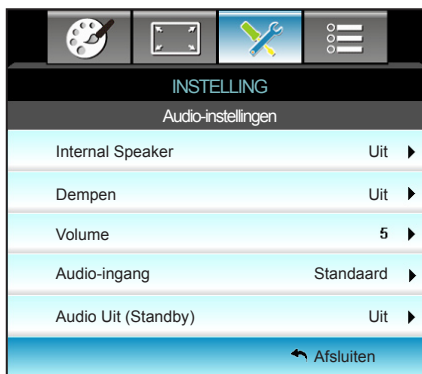 INSTELLING
Audio-instellingen
Internal Speaker Uit
Dempen Uit
Volume 5
Audio-ingang Standaard
Audio Uit (Standby) Uit
Afsluiten